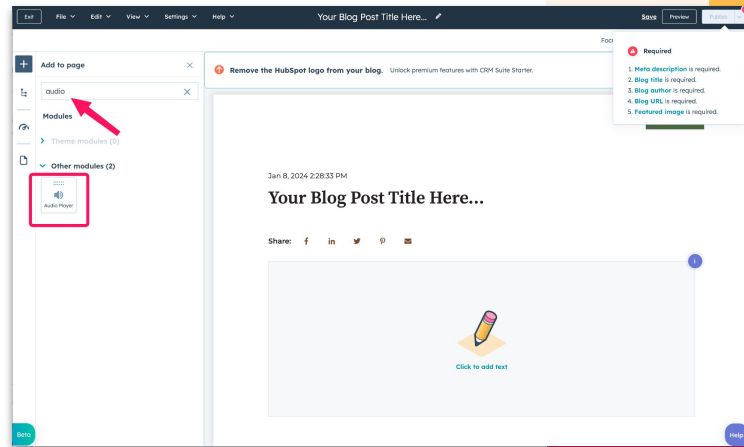 Exit File Edit View Settings Help Your Blog Post Title Here... Save Preview Publish
Add to page
audio
Modules
Theme modules (0)
Other modules (2)
Audio Player
Beta
Remove the HubSpot logo from your blog. Unlock premium features with CRM Suite Starter.
Required
1. Meta description is required.
2. Blog title is required.
3. Blog author is required.
4. Blog URL is required.
5. Featured image is required.
Jan 8, 2024 2:28:33 PM
Your Blog Post Title Here...
Share:
Click to add text
Help